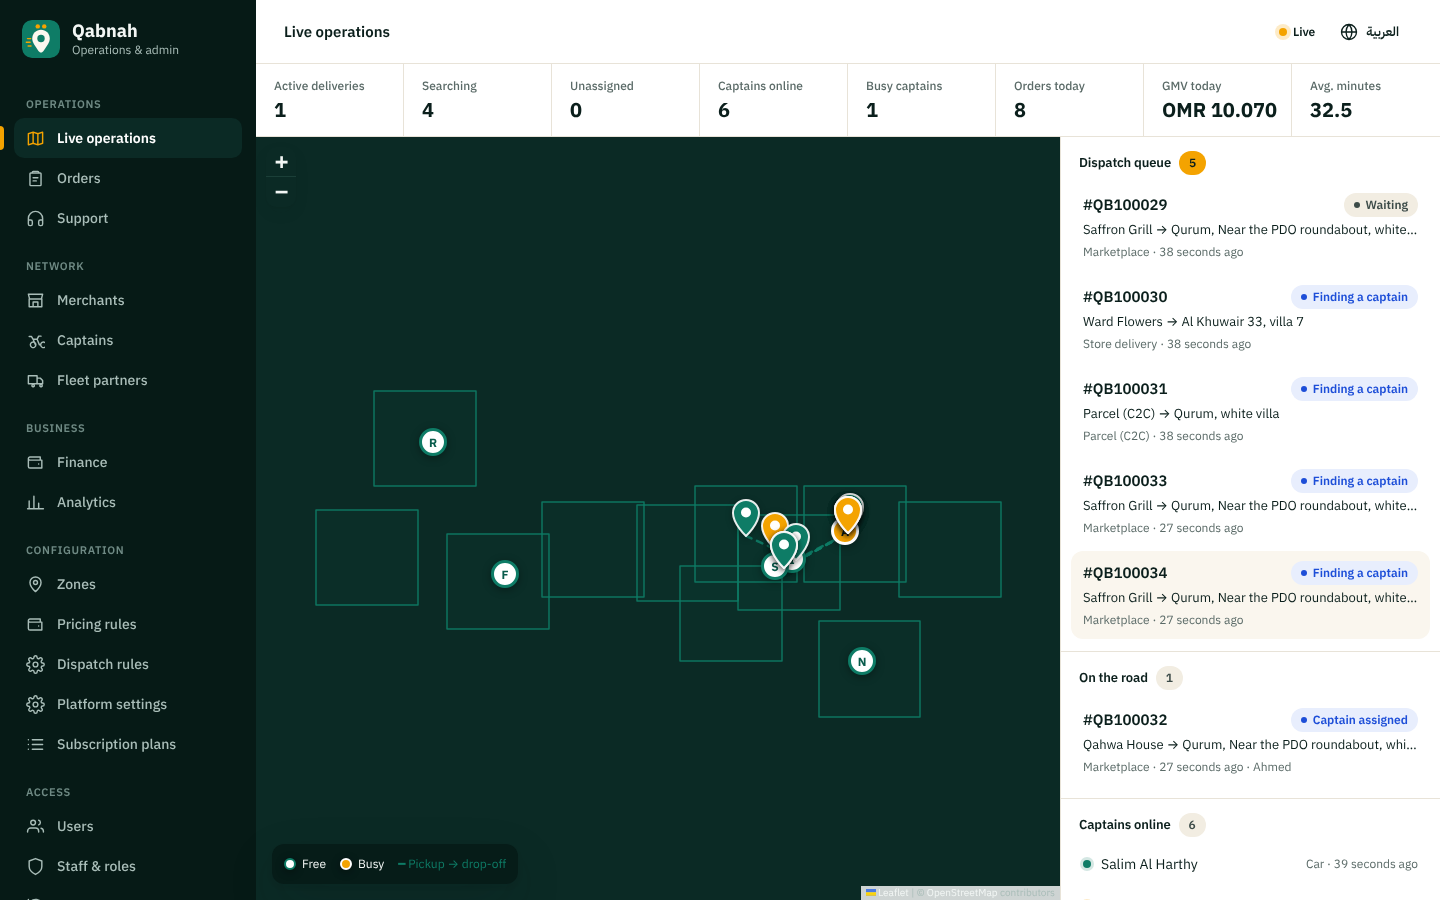 Qabnah
Operations & admin
OPERATIONS
Live operations
Orders
Support
NETWORK
Merchants
Captains
Fleet partners
BUSINESS
Finance
Analytics
CONFIGURATION
Zones
Pricing rules
Dispatch rules
Platform settings
Subscription plans
ACCESS
Users
Staff & roles
Live operations
Live
العربية
Active deliveries
1
Searching
4
Unassigned
0
Captains online
6
Busy captains
1
Orders today
8
GMV today
OMR 10.070
Avg. minutes
32.5
+
−
R
F
S
N
Free
Busy
Pickup → drop-off
Leaflet | © OpenStreetMap contributors
Dispatch queue 5
#QB100029
Waiting
Saffron Grill → Qurum, Near the PDO roundabout, white…
Marketplace · 38 seconds ago
#QB100030
Finding a captain
Ward Flowers → Al Khuwair 33, villa 7
Store delivery · 38 seconds ago
#QB100031
Finding a captain
Parcel (C2C) → Qurum, white villa
Parcel (C2C) · 38 seconds ago
#QB100033
Finding a captain
Saffron Grill → Qurum, Near the PDO roundabout, white…
Marketplace · 27 seconds ago
#QB100034
Finding a captain
Saffron Grill → Qurum, Near the PDO roundabout, white…
Marketplace · 27 seconds ago
On the road 1
#QB100032
Captain assigned
Qahwa House → Qurum, Near the PDO roundabout, whi…
Marketplace · 27 seconds ago · Ahmed
Captains online 6
Salim Al Harthy
Car · 39 seconds ago